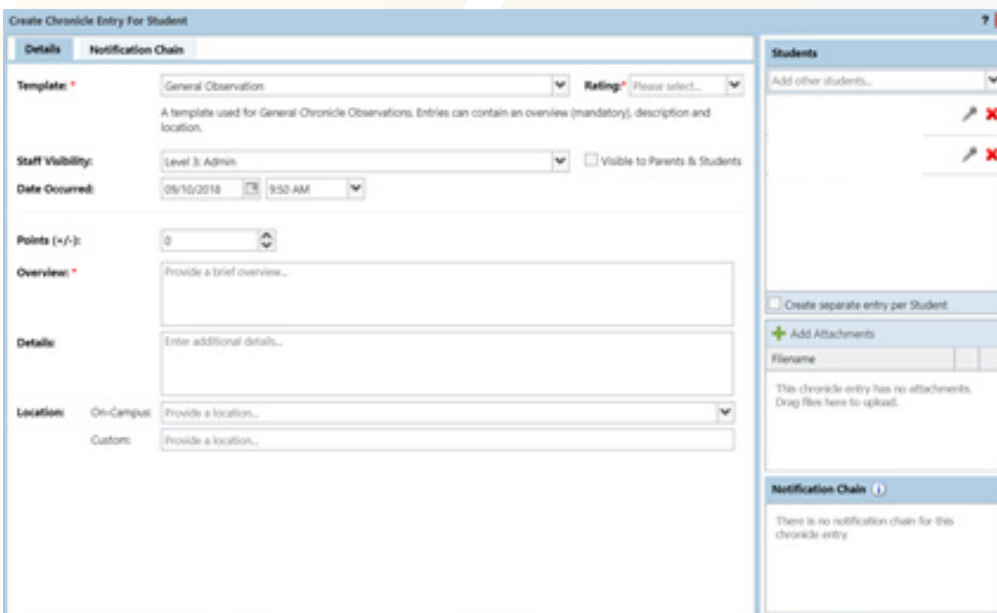 Create Chronicle Entry For Student ?
Details Notification Chain
Template: * General Observation Rating:* Please select...
A template used for General Chronicle Observations. Entries can contain an overview (mandatory), description and
location.
Staff Visibility: Level 3: Admin Visible to Parents & Students
Date Occurred: 09/10/2018 9:50 AM
Points (+/-): 0
Overview: * Provide a brief overview...
Details: Enter additional details...
Location: On-Campus: Provide a location...
Custom: Provide a location...
Students
Add other students...
Create separate entry per Student
Add Attachments
Filename
This chronicle entry has no attachments.
Drag files here to upload.
Notification Chain i
There is no notification chain for this
chronicle entry